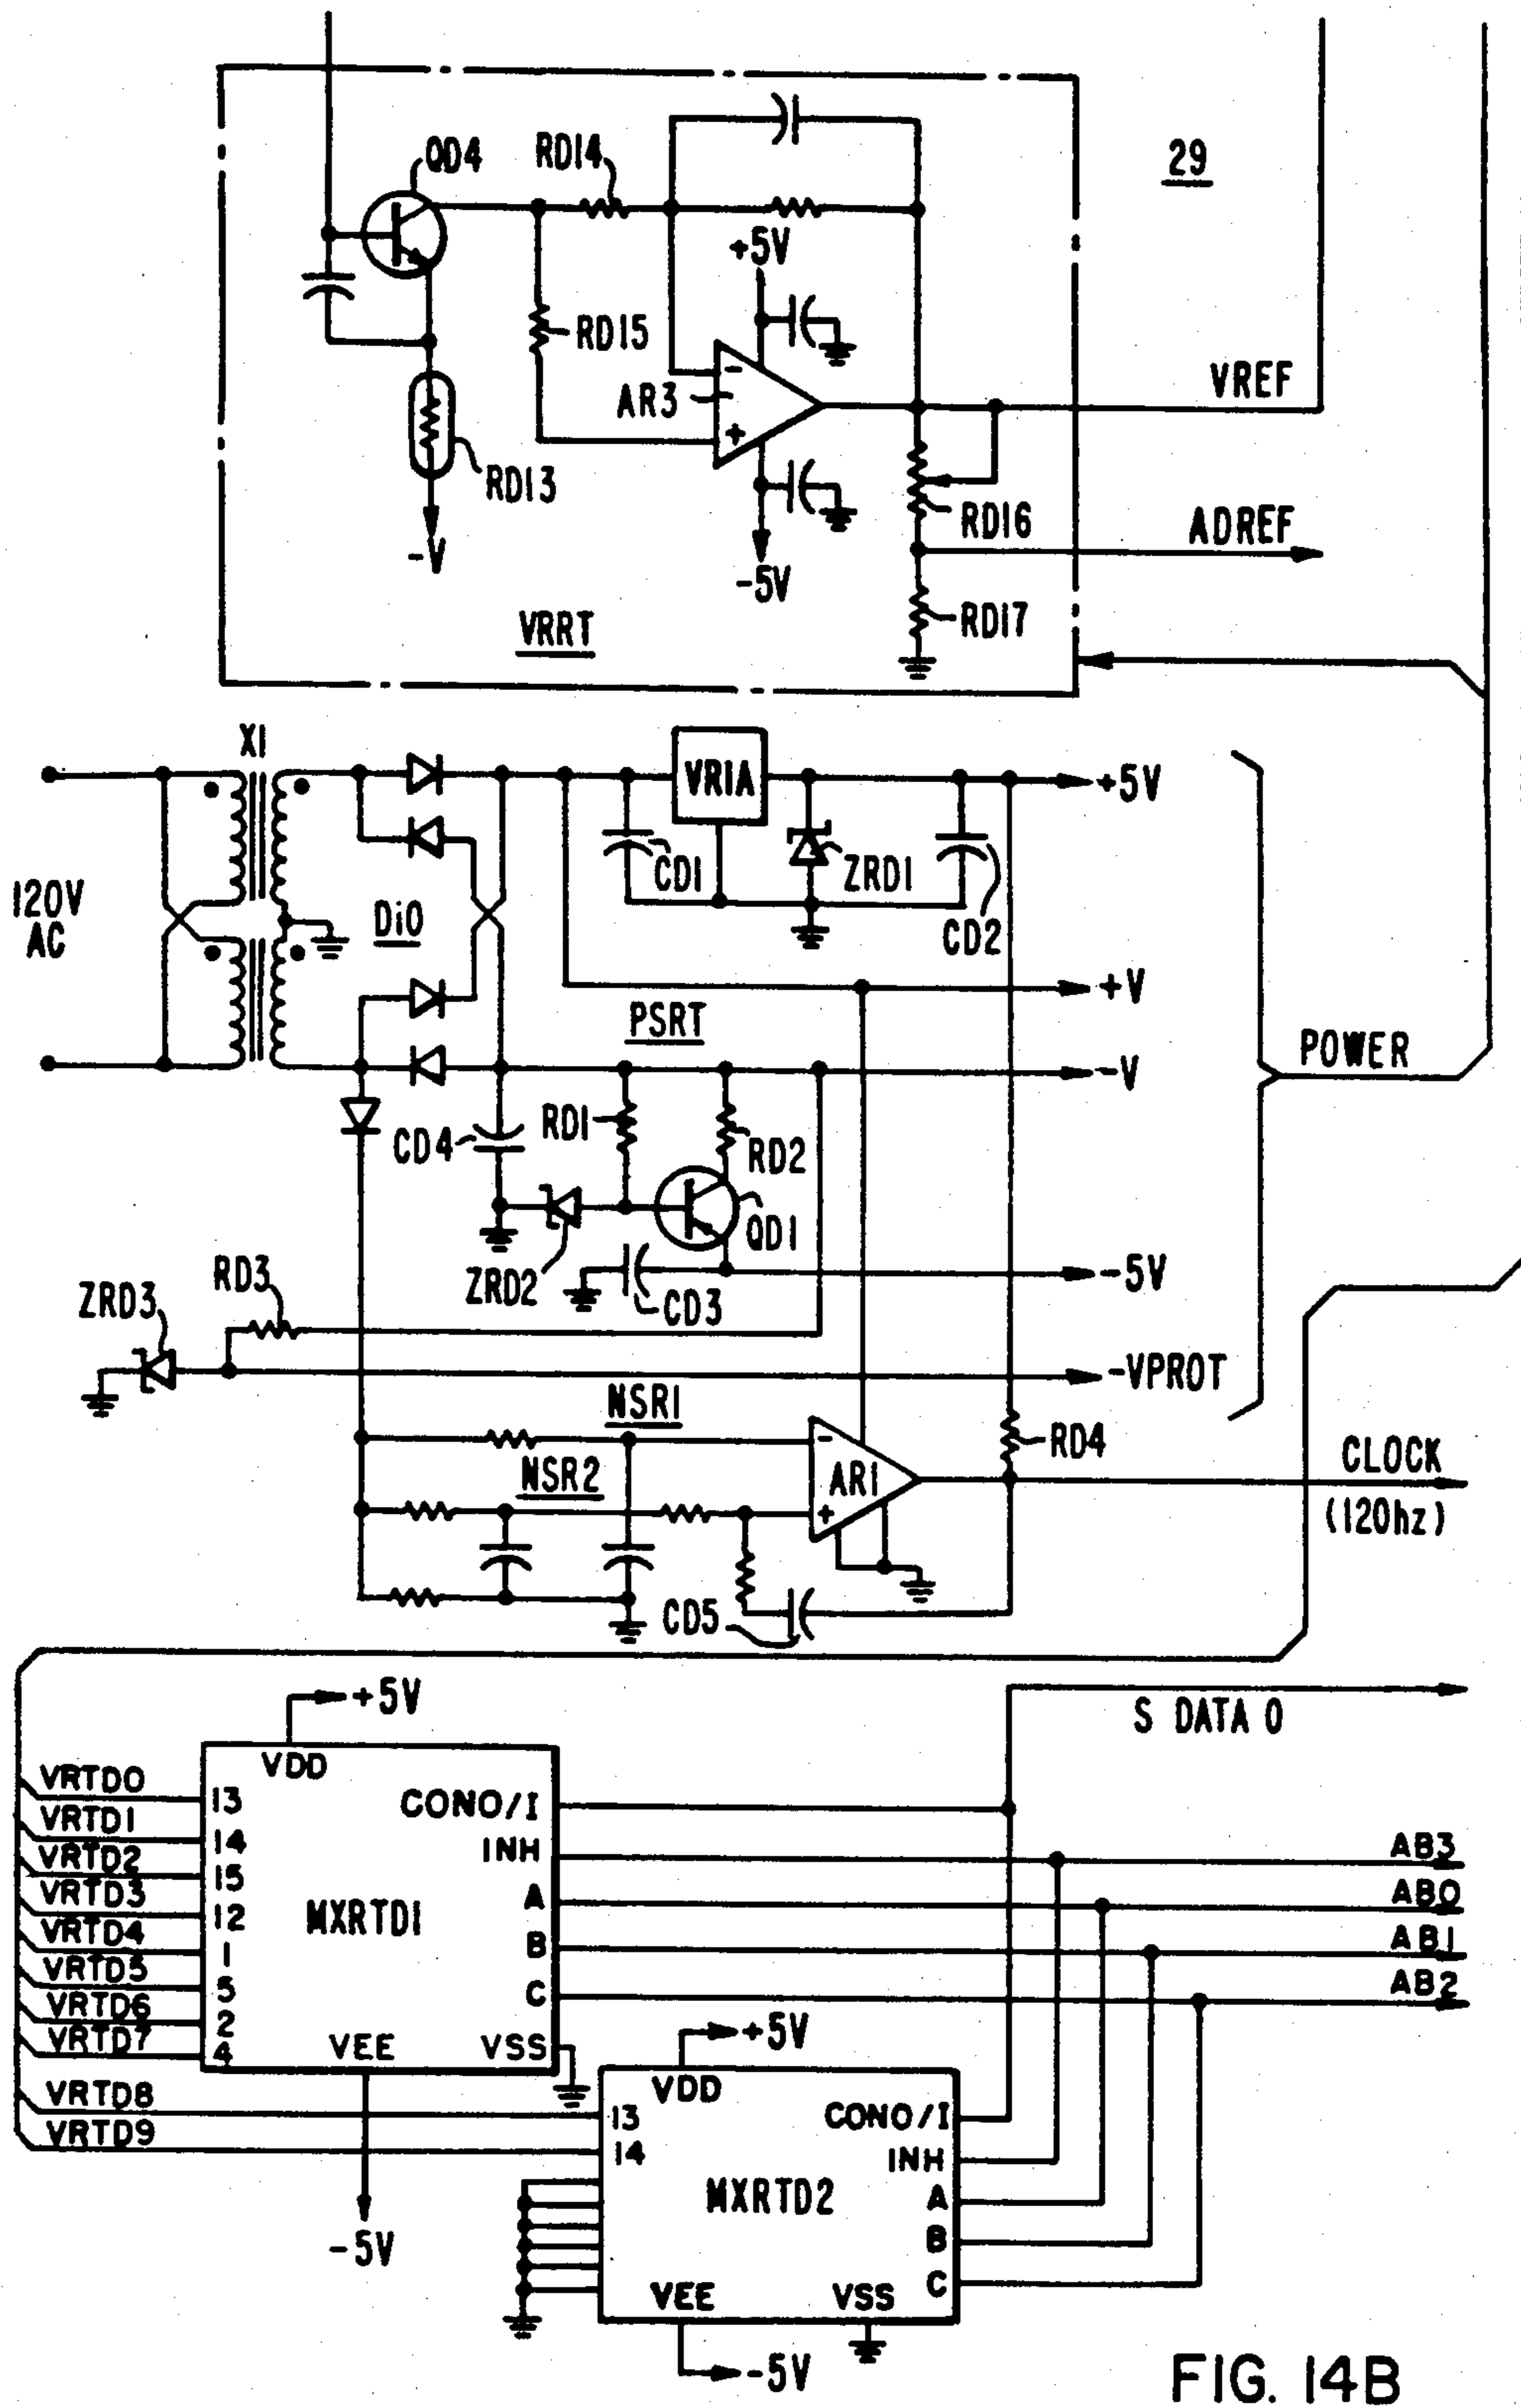 29
QD4
RD14
+5V
RD15
AR3
-
+
VREF
RD13
RD16
ADREF
-V
-5V
RD17
VRRT
X1
VR1A
+5V
120V
AC
DiO
CD1
ZRD1
CD2
+V
PSRT
POWER
-V
CD4
RD1
RD2
QD1
ZRD2
CD3
-5V
RD3
ZRD3
-VPROT
NSR1
RD4
-
AR1
+
CLOCK
(120hz)
NSR2
CD5
S DATA 0
+5V
VDD
VRTD0
13
CONO/I
VRTD1
14
INH
AB3
VRTD2
15
VRTD3
12
MXRTD1
A
AB0
VRTD4
1
B
AB1
VRTD5
5
C
AB2
VRTD6
2
VRTD7
4
VEE
VSS
+5V
VDD
VRTD8
13
CONO/I
VRTD9
14
INH
MXRTD2
A
B
C
-5V
VEE
VSS
-5V
FIG. 14B